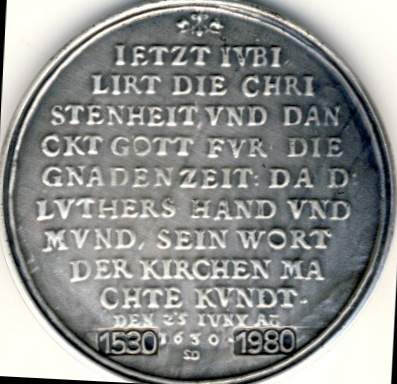 IETZT IVBI
LIRT DIE CHRI
STENHEIT, VND DAN
CKT GOTT FVR DIE
GNADENZEIT: DA D:
LVTHERS HAND VND
MVND, SEIN WORT
DER KIRCHEN MA
CHTE KVNDT.
DEN 25 IVNY. A͞o
1530 1630. 1980
SD